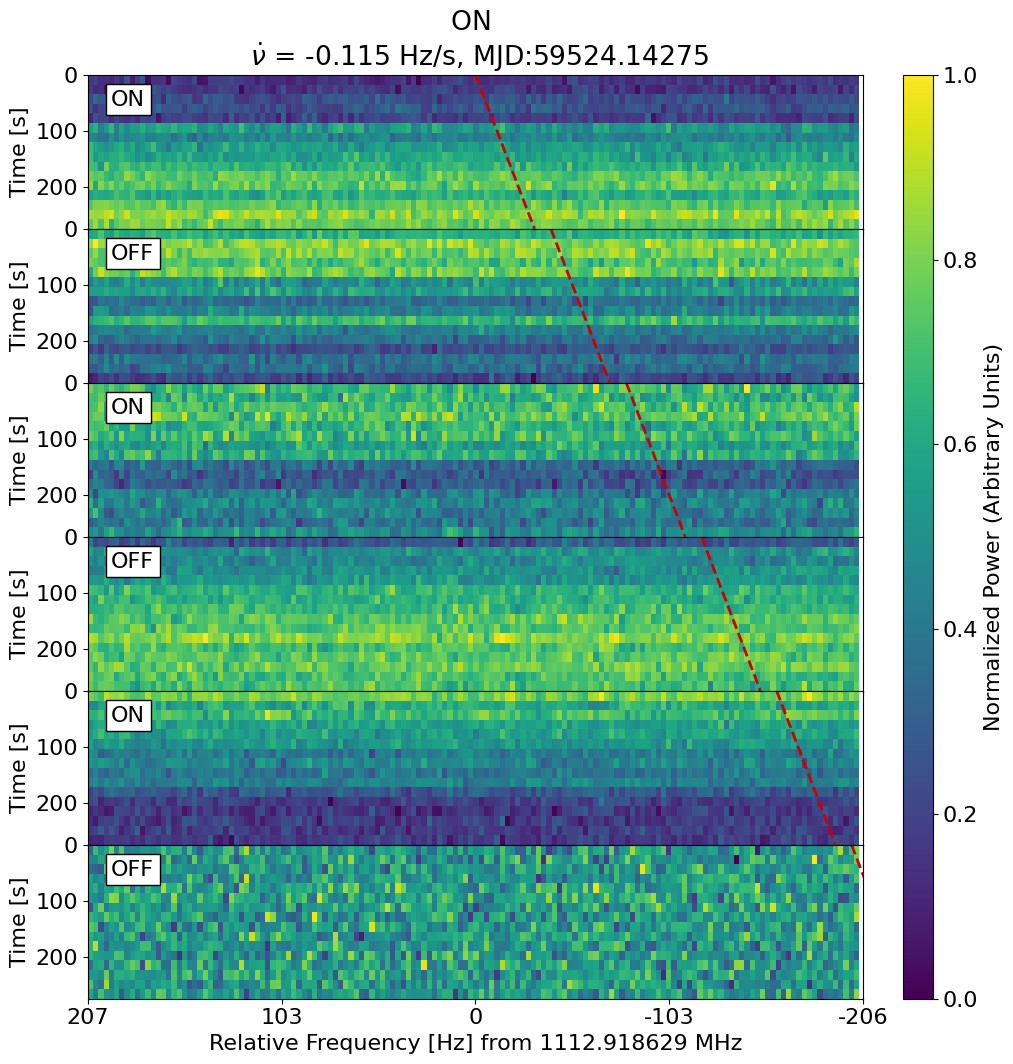 ON
ν̇ = -0.115 Hz/s, MJD:59524.14275
0
ON
100
200
Time [s]
0
OFF
100
200
Time [s]
0
ON
100
200
Time [s]
0
OFF
100
200
Time [s]
0
ON
100
200
Time [s]
0
OFF
100
200
Time [s]
207 103 0 -103 -206
Relative Frequency [Hz] from 1112.918629 MHz
1.0
0.8
0.6
0.4
0.2
0.0
Normalized Power (Arbitrary Units)